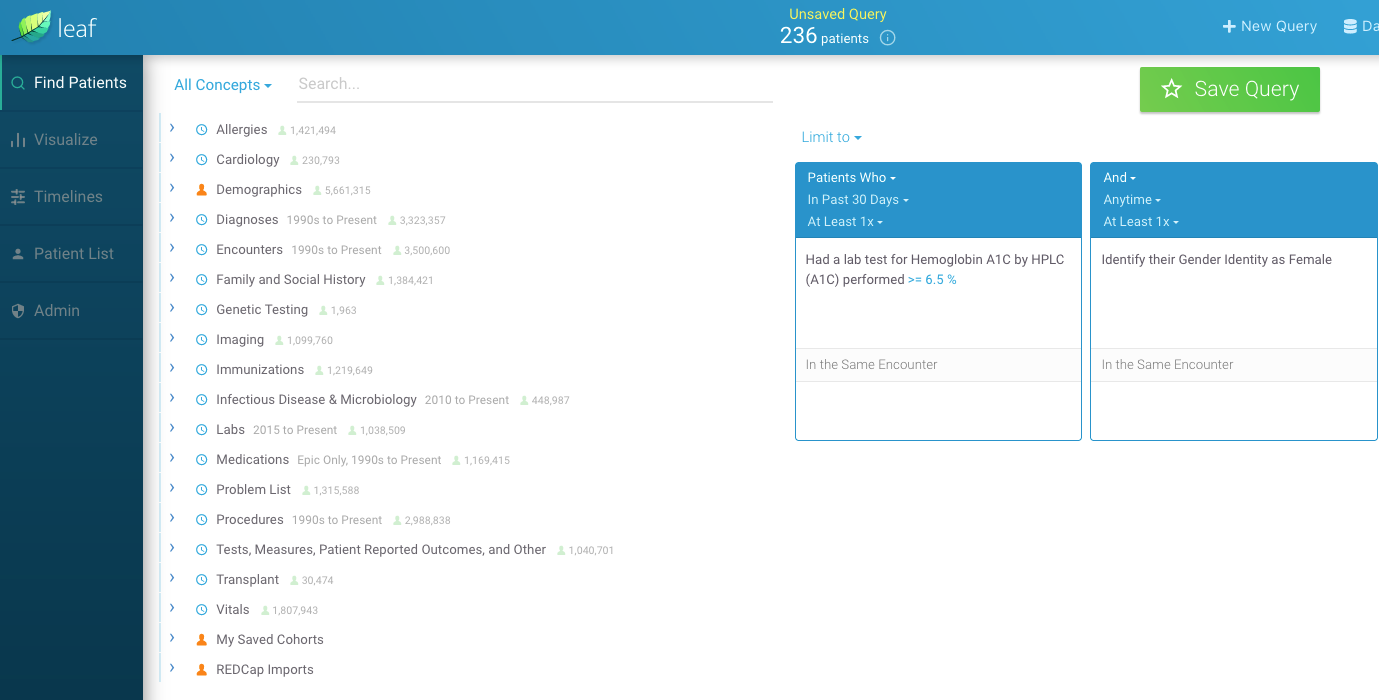 leaf
Unsaved Query
236 patients
New Query
Da
Find Patients
Visualize
Timelines
Patient List
Admin
All Concepts
Search...
Allergies 1,421,494
Cardiology 230,793
Demographics 5,661,315
Diagnoses 1990s to Present 3,323,357
Encounters 1990s to Present 3,500,600
Family and Social History 1,384,421
Genetic Testing 1,963
Imaging 1,099,760
Immunizations 1,219,649
Infectious Disease & Microbiology 2010 to Present 448,987
Labs 2015 to Present 1,038,509
Medications Epic Only, 1990s to Present 1,169,415
Problem List 1,315,588
Procedures 1990s to Present 2,988,838
Tests, Measures, Patient Reported Outcomes, and Other 1,040,701
Transplant 30,474
Vitals 1,807,943
My Saved Cohorts
REDCap Imports
Save Query
Limit to
Patients Who
In Past 30 Days
At Least 1x
Had a lab test for Hemoglobin A1C by HPLC
(A1C) performed >= 6.5 %
In the Same Encounter
And
Anytime
At Least 1x
Identify their Gender Identity as Female
In the Same Encounter